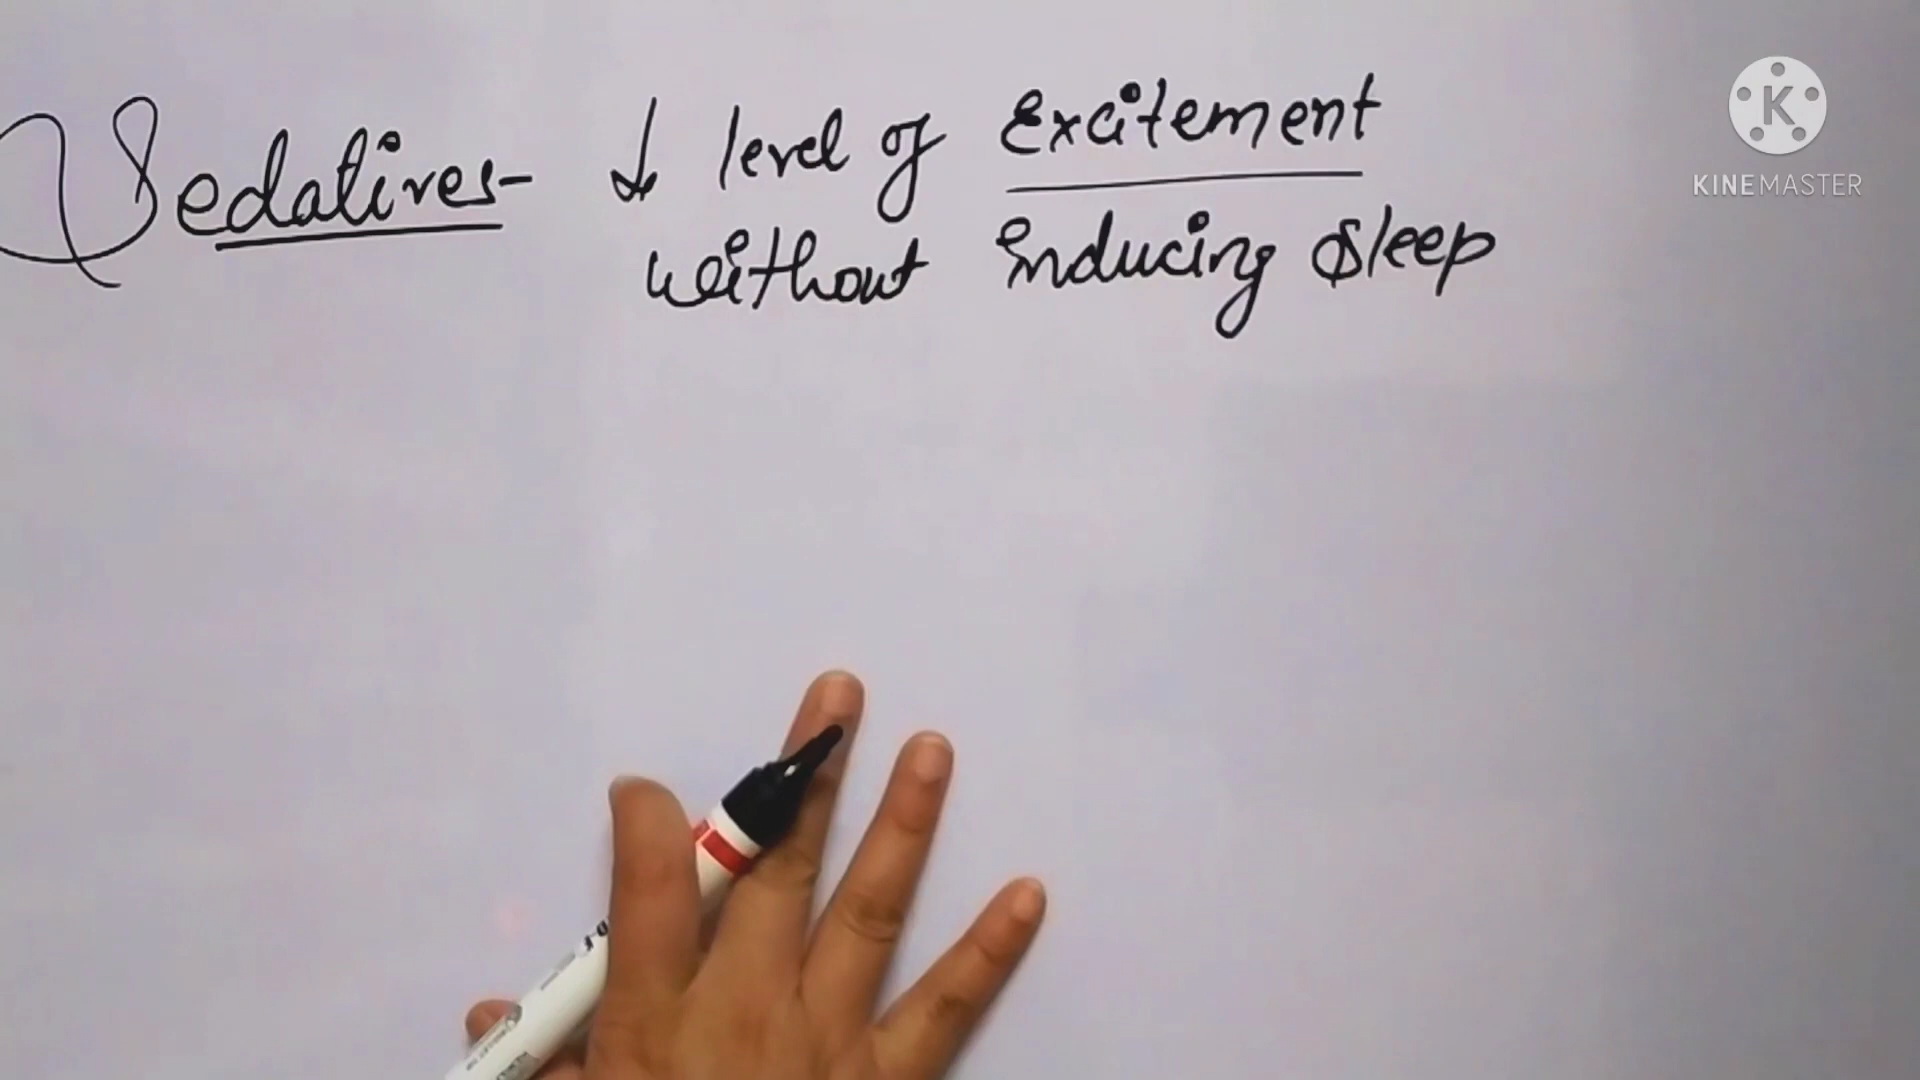 Sedatives- ↓ level of Excitement
without inducing sleep
K
KINEMASTER